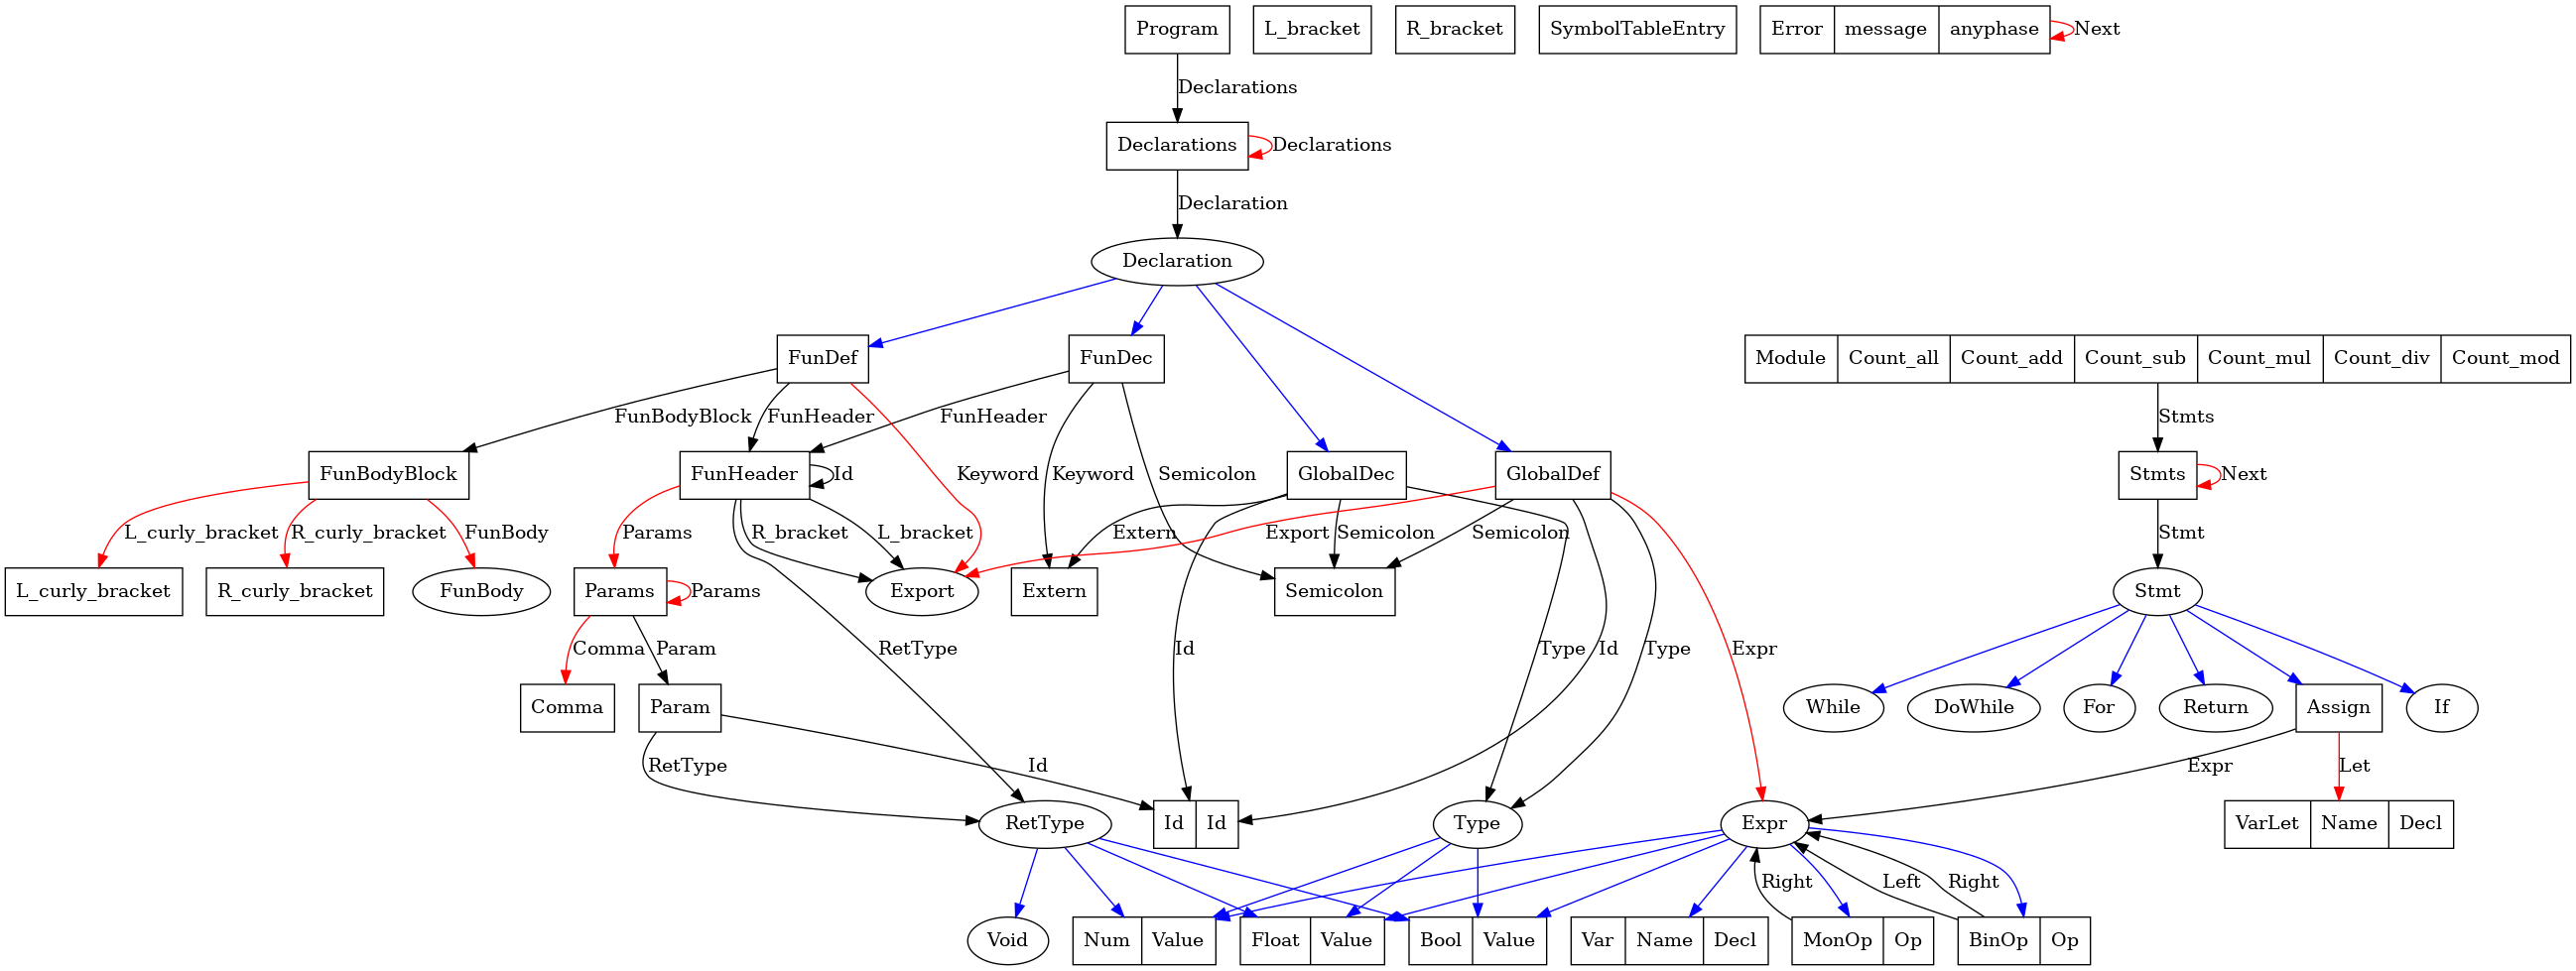 Program
L_bracket
R_bracket
SymbolTableEntry
Error message anyphase
Next
Declarations
Declarations
Declarations
Declaration
Declaration
FunDef
FunDec
Module Count_all Count_add Count_sub Count_mul Count_div Count_mod
FunBodyBlock
FunHeader
FunHeader
Stmts
FunBodyBlock
FunHeader
Id
Keyword
Keyword
Semicolon
GlobalDec
GlobalDef
Stmts
Next
L_curly_bracket
R_curly_bracket
FunBody
Params
R_bracket
L_bracket
Extern
Export
Semicolon
Semicolon
Stmt
L_curly_bracket
R_curly_bracket
FunBody
Params
Params
Export
Extern
Semicolon
Stmt
Comma
Param
RetType
Id
Type
Id
Type
Expr
Comma
Param
While
DoWhile
For
Return
Assign
If
RetType
Id
Expr
Let
RetType
Id Id
Type
Expr
VarLet Name Decl
Right
Left
Right
Void
Num Value
Float Value
Bool Value
Var Name Decl
MonOp Op
BinOp Op